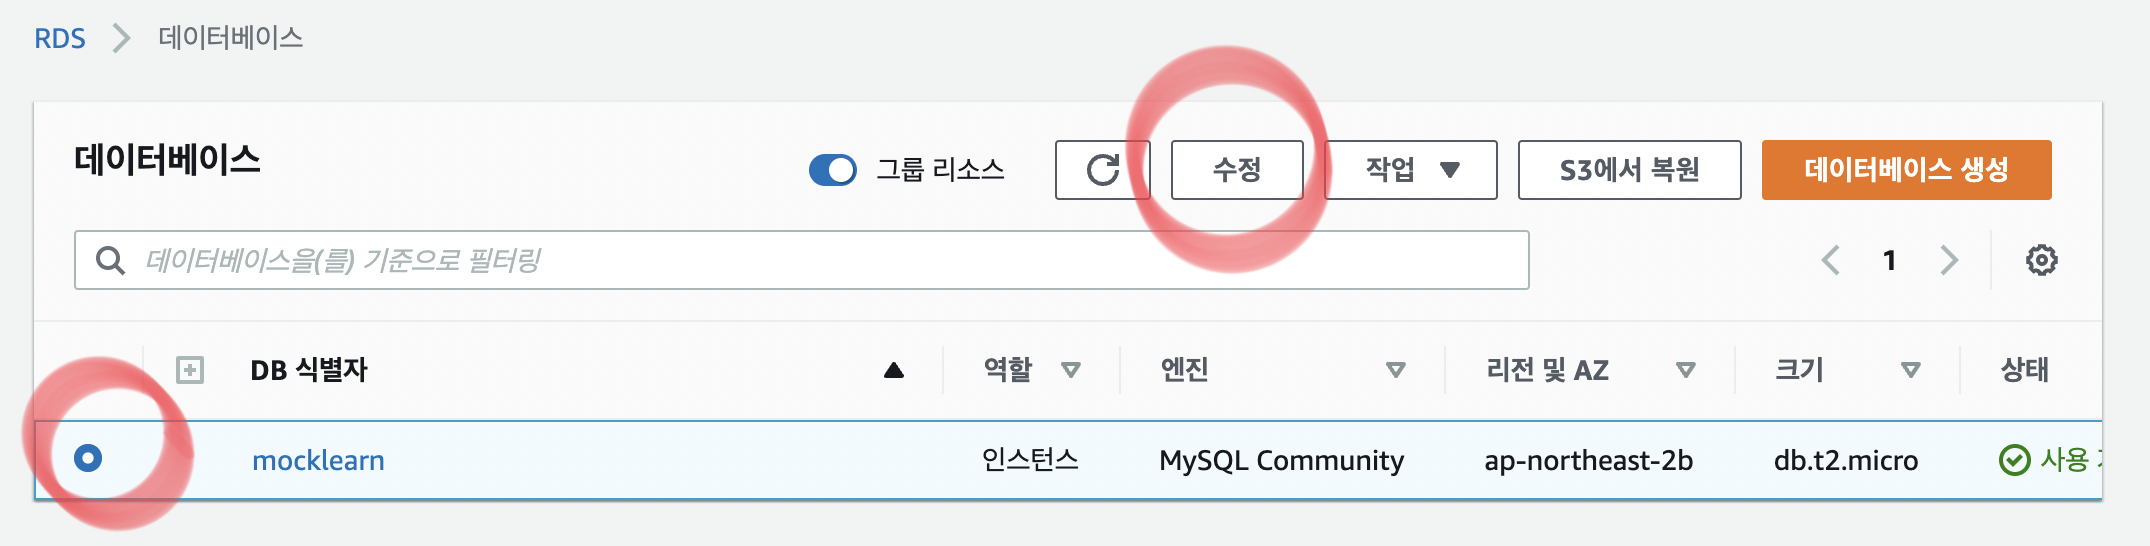 RDS 데이터베이스
데이터베이스 그룹 리소스 수정 작업 S3에서 복원 데이터베이스 생성
데이터베이스을(를) 기준으로 필터링 1
DB 식별자 역할 엔진 리전 및 AZ 크기 상태
mocklearn 인스턴스 MySQL Community ap-northeast-2b db.t2.micro 사용